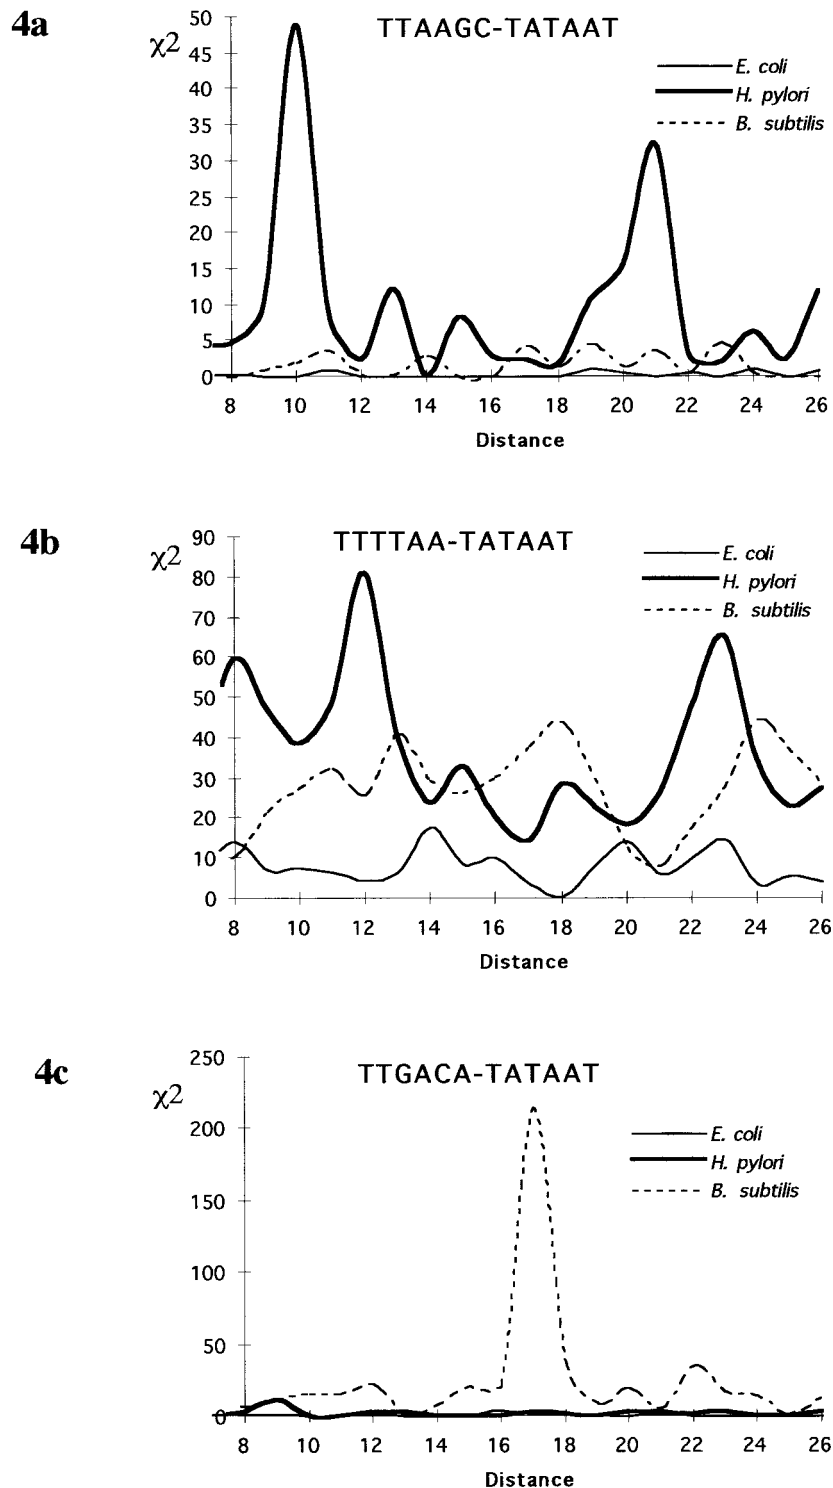 4a
TTAAGC-TATAAT
χ2
50
45
40
35
30
25
20
15
10
5
0
E. coli
H. pylori
B. subtilis
8 10 12 14 16 18 20 22 24 26
Distance
4b
TTTTAA-TATAAT
χ2
90
80
70
60
50
40
30
20
10
0
E. coli
H. pylori
B. subtilis
8 10 12 14 16 18 20 22 24 26
Distance
4c
TTGACA-TATAAT
χ2
250
200
150
100
50
0
E. coli
H. pylori
B. subtilis
8 10 12 14 16 18 20 22 24 26
Distance